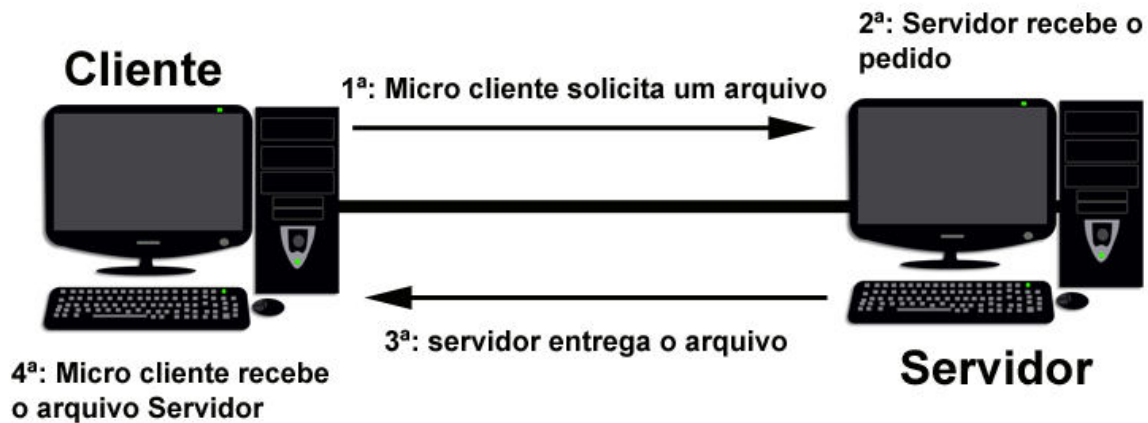 Cliente
1ª: Micro cliente solicita um arquivo
2ª: Servidor recebe o
pedido
3ª: servidor entrega o arquivo
Servidor
4ª: Micro cliente recebe
o arquivo Servidor